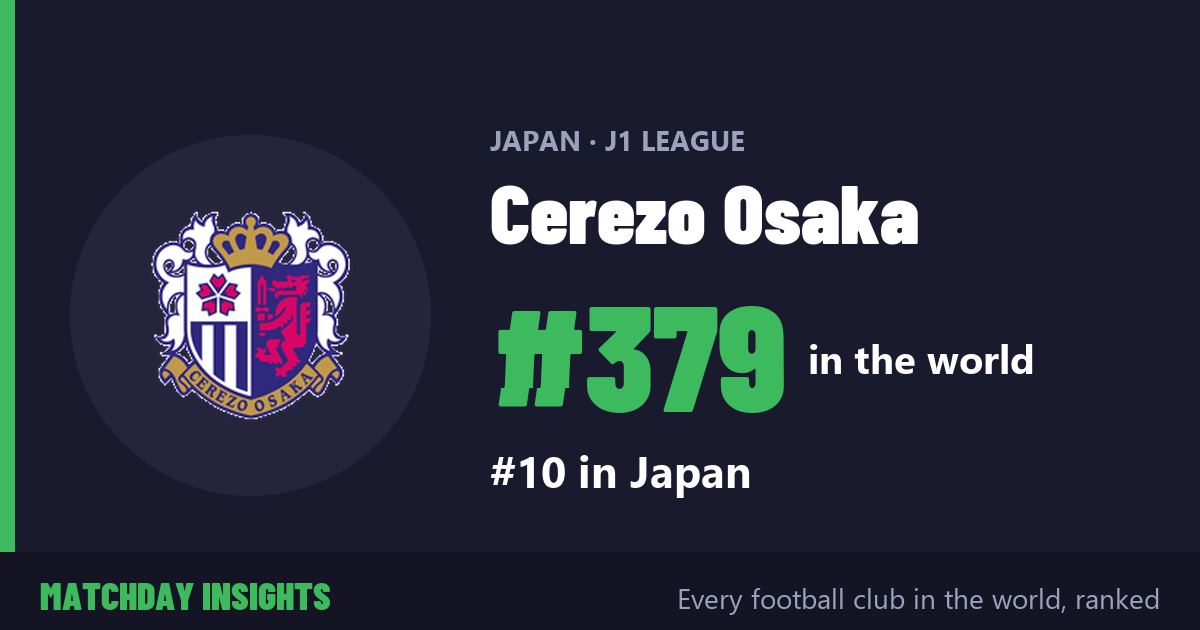 JAPAN · J1 LEAGUE
Cerezo Osaka
#379 in the world
#10 in Japan
CEREZO OSAKA
MATCHDAY INSIGHTS
Every football club in the world, ranked